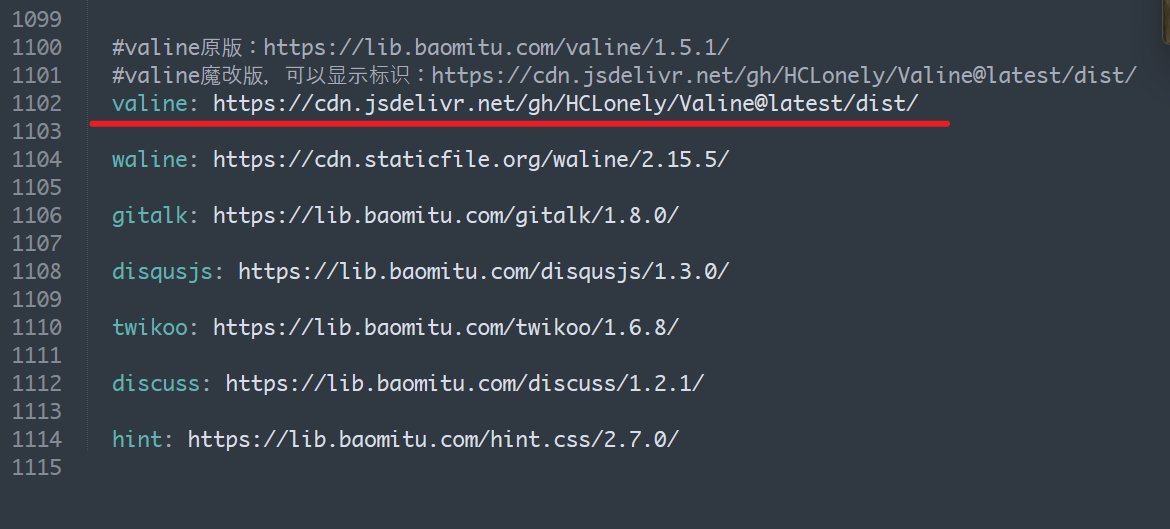 1099
1100 #valine原版：https://lib.baomitu.com/valine/1.5.1/
1101 #valine魔改版，可以显示标识：https://cdn.jsdelivr.net/gh/HCLonely/Valine@latest/dist/
1102 valine: https://cdn.jsdelivr.net/gh/HCLonely/Valine@latest/dist/
1103
1104 waline: https://cdn.staticfile.org/waline/2.15.5/
1105
1106 gitalk: https://lib.baomitu.com/gitalk/1.8.0/
1107
1108 disqusjs: https://lib.baomitu.com/disqusjs/1.3.0/
1109
1110 twikoo: https://lib.baomitu.com/twikoo/1.6.8/
1111
1112 discuss: https://lib.baomitu.com/discuss/1.2.1/
1113
1114 hint: https://lib.baomitu.com/hint.css/2.7.0/
1115